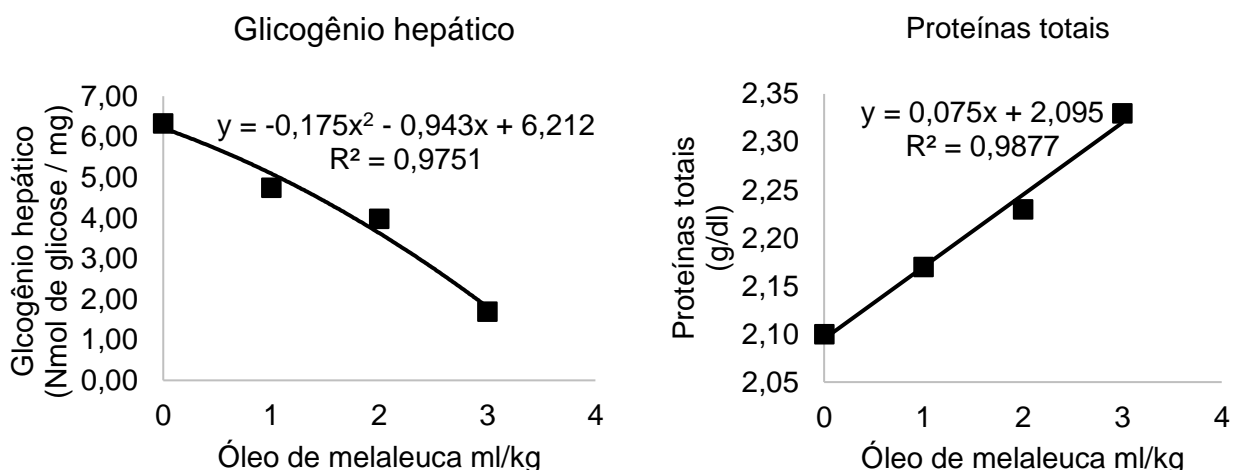 Glicogênio hepático
Glcogênio hepático
(Nmol de glicose / mg)
7,00
6,00
5,00
4,00
3,00
2,00
1,00
0,00
y = -0,175x² - 0,943x + 6,212
R² = 0,9751
0 1 2 3 4
Óleo de melaleuca ml/kg
Proteínas totais
Proteínas totais
(g/dl)
2,35
2,30
2,25
2,20
2,15
2,10
2,05
y = 0,075x + 2,095
R² = 0,9877
0 1 2 3 4
Óleo de melaleuca ml/kg